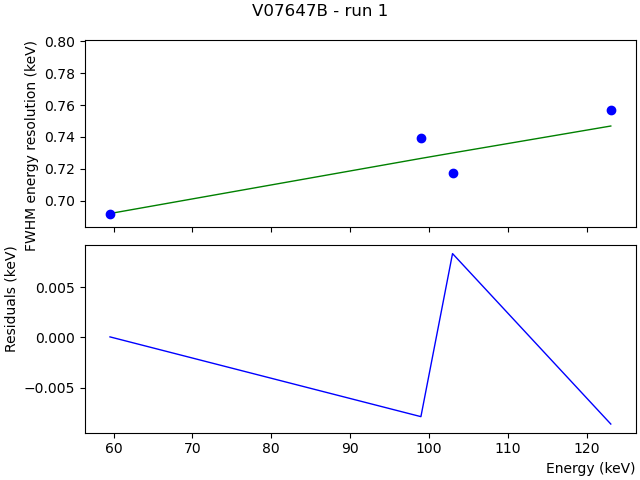 V07647B - run 1
FWHM energy resolution (keV)
0.80
0.78
0.76
0.74
0.72
0.70
Residuals (keV)
0.005
0.000
−0.005
60 70 80 90 100 110 120
Energy (keV)